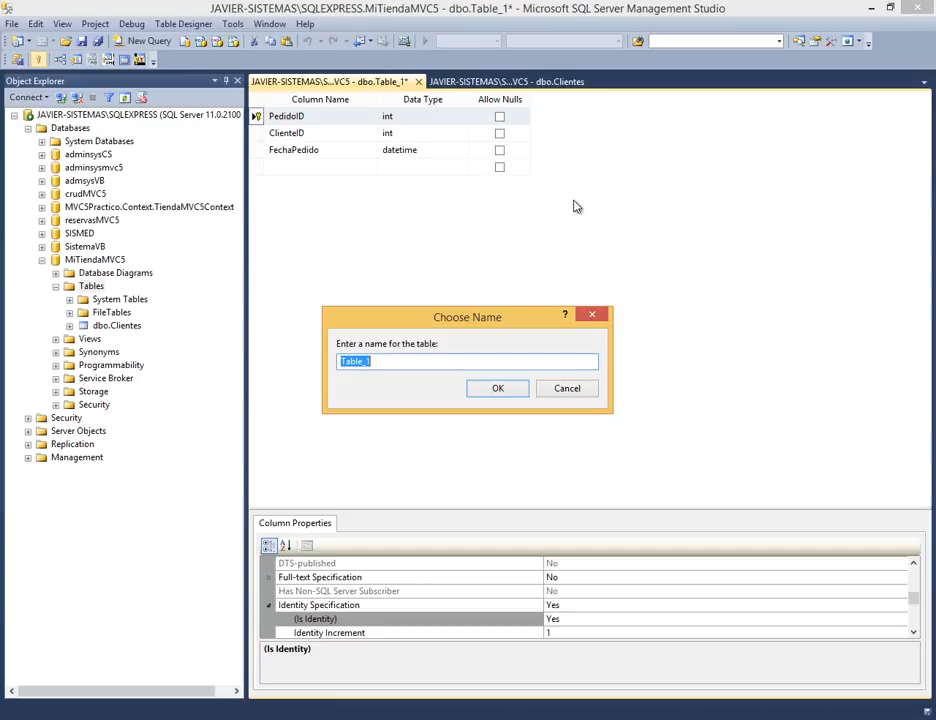 JAVIER-SISTEMAS\SQLEXPRESS.MiTiendaMVC5 - dbo.Table_1* - Microsoft SQL Server Management Studio
File Edit View Project Debug Table Designer Tools Window Help
New Query
Object Explorer
JAVIER-SISTEMAS\S...VC5 - dbo.Table_1*
JAVIER-SISTEMAS\S...VC5 - dbo.Clientes
Connect
Column Name Data Type Allow Nulls
PedidoID int
ClienteID int
FechaPedido datetime
JAVIER-SISTEMAS\SQLEXPRESS (SQL Server 11.0.2100
Databases
System Databases
adminsysCS
adminsysmvc5
admsysVB
crudMVC5
MVC5Practico.Context.TiendaMVC5Context
reservasMVC5
SISMED
SistemaVB
MiTiendaMVC5
Database Diagrams
Tables
System Tables
FileTables
dbo.Clientes
Views
Synonyms
Programmability
Service Broker
Storage
Security
Security
Server Objects
Replication
Management
Choose Name
?
Enter a name for the table:
Table_1
OK Cancel
Column Properties
DTS-published No
Full-text Specification No
Has Non-SQL Server Subscriber No
Identity Specification Yes
(Is Identity) Yes
Identity Increment 1
(Is Identity)